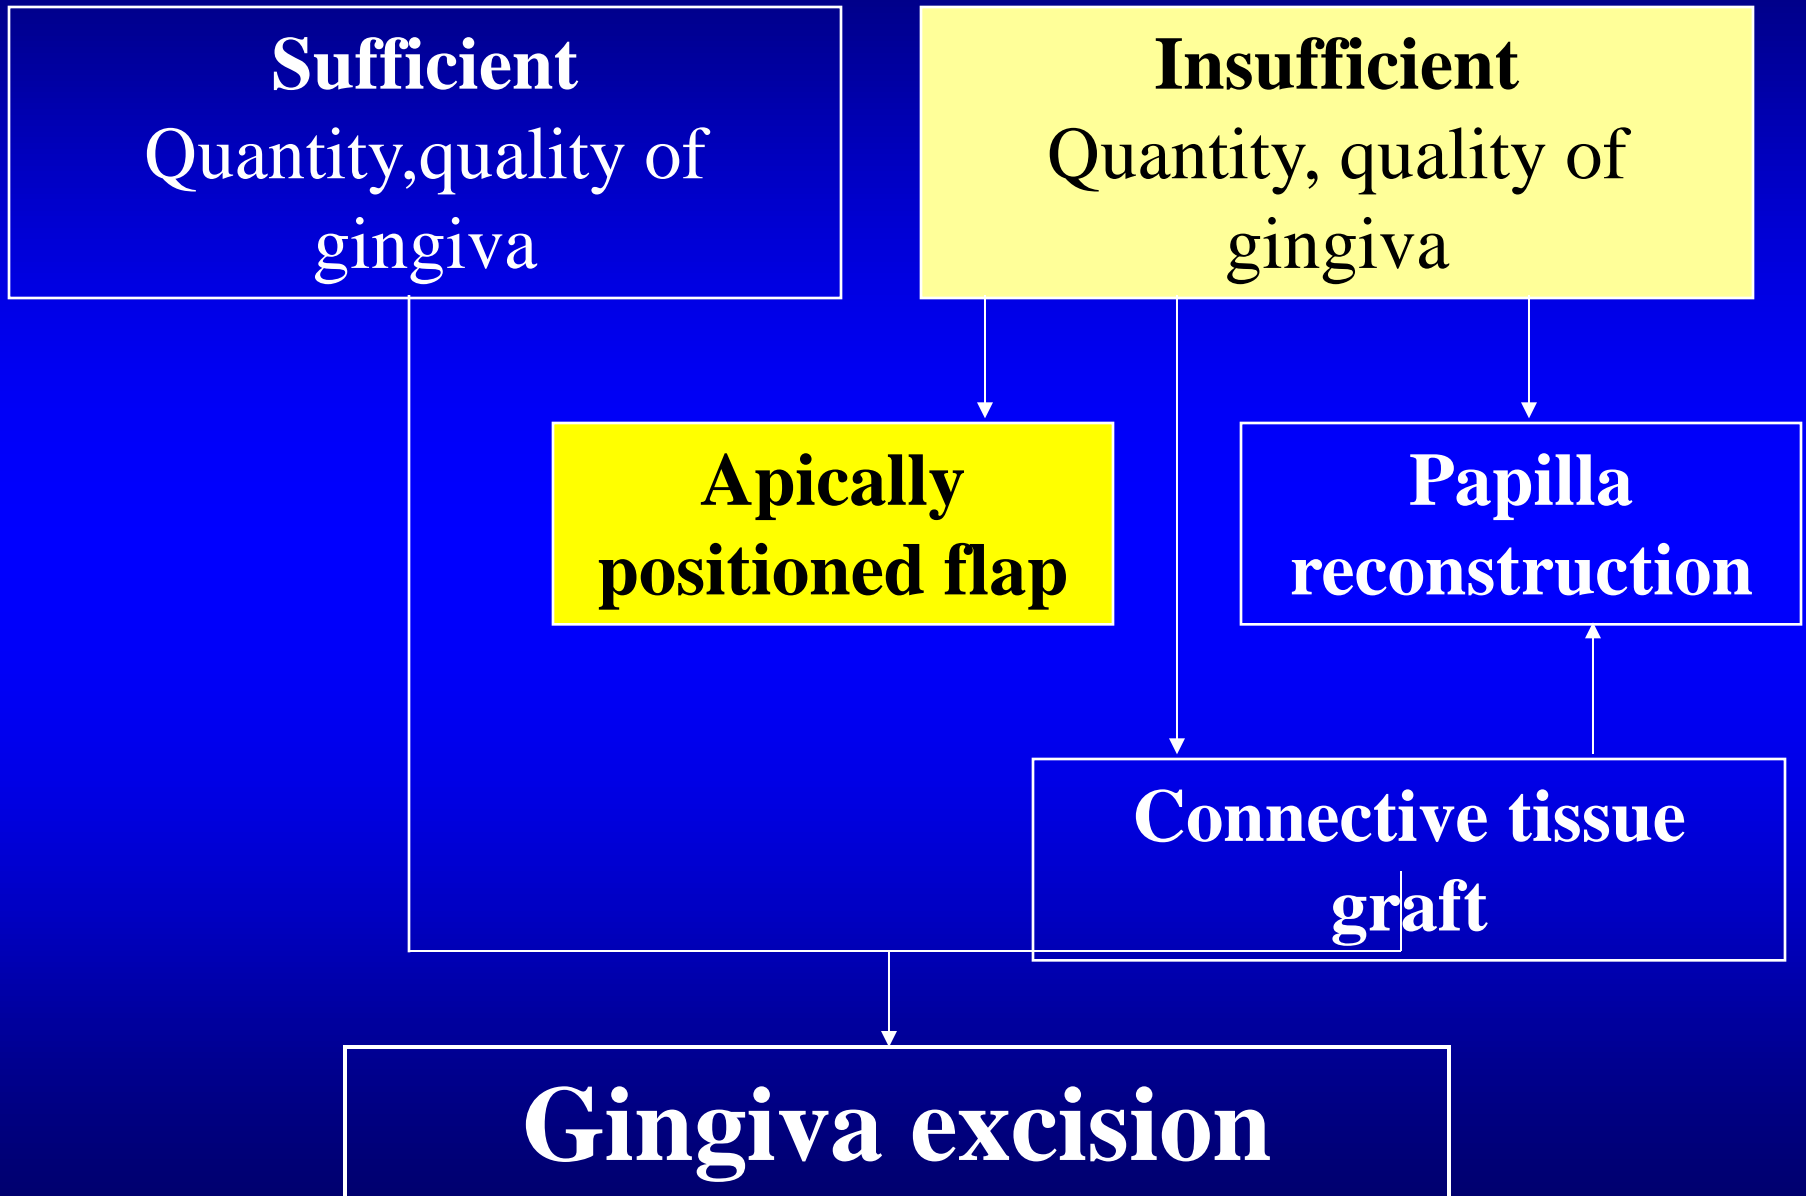 Sufficient
Quantity,quality of
gingiva
Insufficient
Quantity, quality of
gingiva
Apically
positioned flap
Papilla
reconstruction
Connective tissue
graft
Gingiva excision